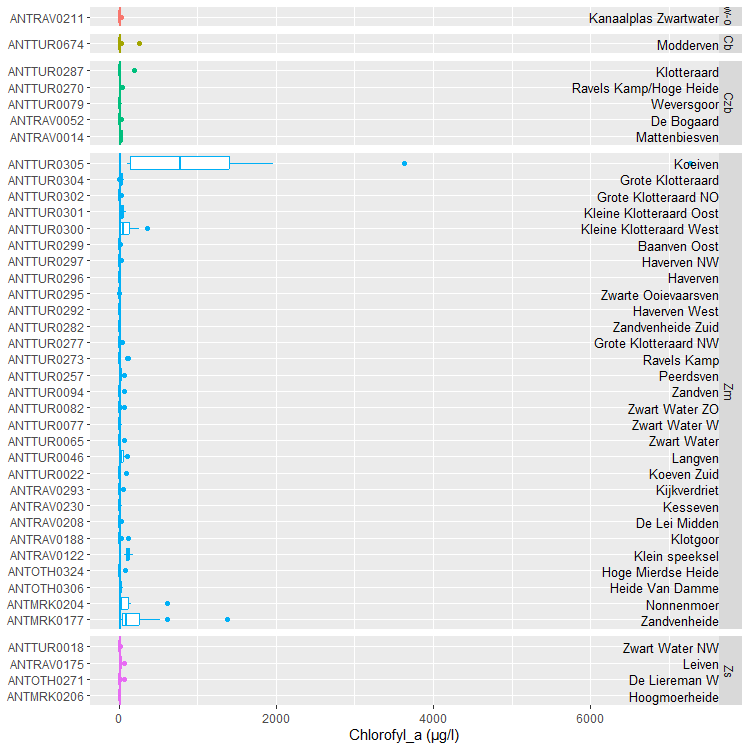 ANTRAV0211 Kanaalplas Zwartwater
ANTTUR0674 Modderven Cb
ANTTUR0287 Klotteraard
ANTTUR0270 Ravels Kamp/Hoge Heide
ANTTUR0079 Weversgoor Czb
ANTRAV0052 De Bogaard
ANTRAV0014 Mattenbiesven
ANTTUR0305 Koeiven
ANTTUR0304 Grote Klotteraard
ANTTUR0302 Grote Klotteraard NO
ANTTUR0301 Kleine Klotteraard Oost
ANTTUR0300 Kleine Klotteraard West
ANTTUR0299 Baanven Oost
ANTTUR0297 Haverven NW
ANTTUR0296 Haverven
ANTTUR0295 Zwarte Ooievaarsven
ANTTUR0292 Haverven West
ANTTUR0282 Zandvenheide Zuid
ANTTUR0277 Grote Klotteraard NW
ANTTUR0273 Ravels Kamp
ANTTUR0257 Peerdsven
ANTTUR0094 Zandven Zm
ANTTUR0082 Zwart Water ZO
ANTTUR0077 Zwart Water W
ANTTUR0065 Zwart Water
ANTTUR0046 Langven
ANTTUR0022 Koeven Zuid
ANTRAV0293 Kijkverdriet
ANTRAV0230 Kesseven
ANTRAV0208 De Lei Midden
ANTRAV0188 Klotgoor
ANTRAV0122 Klein speeksel
ANTOTH0324 Hoge Mierdse Heide
ANTOTH0306 Heide Van Damme
ANTMRK0204 Nonnenmoer
ANTMRK0177 Zandvenheide
ANTTUR0018 Zwart Water NW
ANTRAV0175 Leiven Zs
ANTOTH0271 De Liereman W
ANTMRK0206 Hoogmoerheide
0 2000 4000 6000
Chlorofyl_a (µg/l)